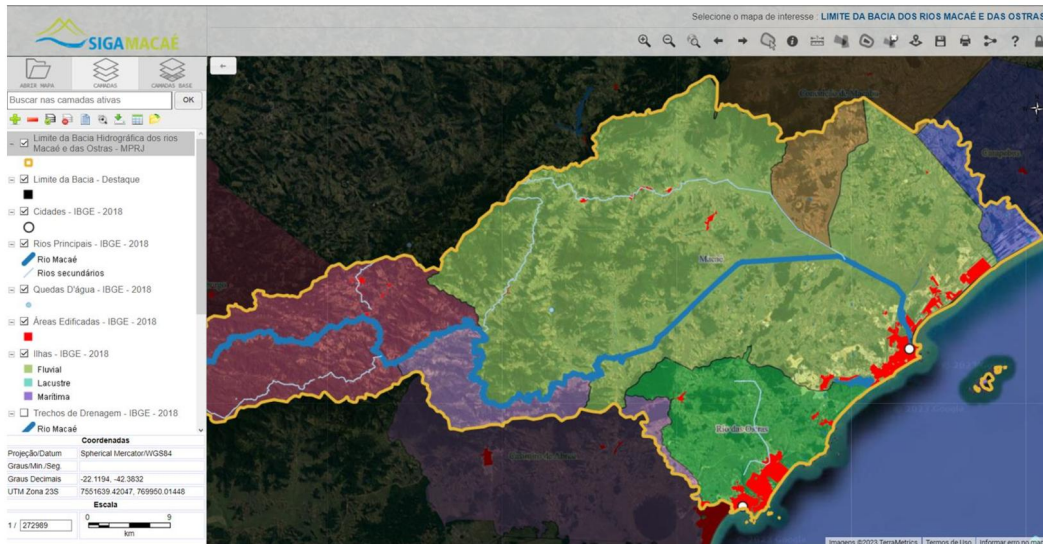 Selecione o mapa de interesse : LIMITE DA BACIA DOS RIOS MACAÉ E DAS OSTRAS
SIGAMACAÉ
ABRIR MAPA
CAMADAS
CAMADAS BASE
Buscar nas camadas ativas
OK
Limite da Bacia Hidrográfica dos rios
Macaé e das Ostras - MPRJ
Limite da Bacia - Destaque
Cidades - IBGE - 2018
Rios Principais - IBGE - 2018
Rio Macaé
Rios secundários
Quedas D'água - IBGE - 2018
Áreas Edificadas - IBGE - 2018
Ilhas - IBGE - 2018
Fluvial
Lacustre
Marítima
Trechos de Drenagem - IBGE - 2018
Rio Macaé
Coordenadas
Projeção/Datum Spherical Mercator/WGS84
Graus/Min./Seg.
Graus Decimais -22.1194, -42.3832
UTM Zona 23S 7551639.42047, 769950.01448
Escala
1 / 272989
0 9
km
Macaé
Rio das Ostras
Imagens ©2023 TerraMetrics Termos de Uso Informar erro no mapa